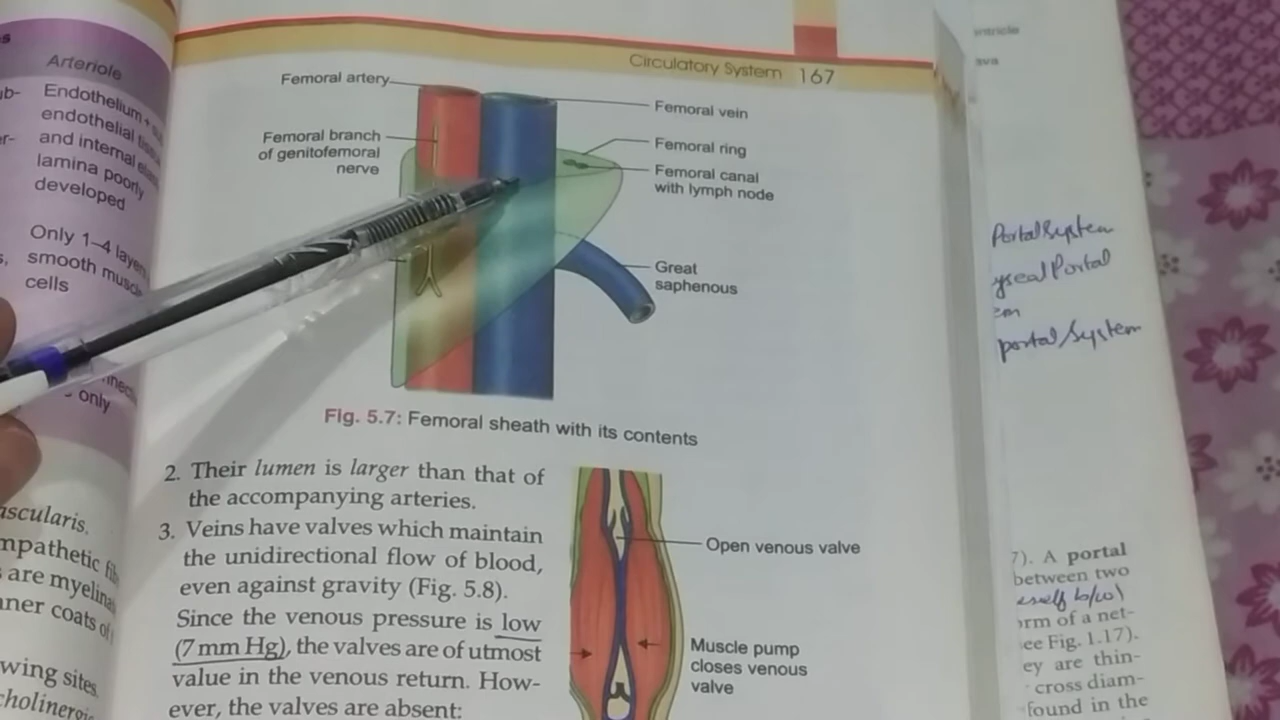 Arteriole
Endothelium +
endothelial
and internal
lamina poorly
developed
Only 1–4 layers
smooth muscle
cells
only
Circulatory System 167
Femoral artery
Femoral vein
Femoral branch
of genitofemoral
nerve
Femoral ring
Femoral canal
with lymph node
Great
saphenous
Fig. 5.7: Femoral sheath with its contents
2. Their lumen is larger than that of
the accompanying arteries.
3. Veins have valves which maintain
the unidirectional flow of blood,
even against gravity (Fig. 5.8).
Since the venous pressure is low
(7 mm Hg), the valves are of utmost
value in the venous return. How-
ever, the valves are absent:
Open venous valve
Muscle pump
closes venous
valve
are
coats of
wing sites.
Portal System
Portal
portal System
7). A portal
between two
rm of a net-
ee Fig. 1.17).
ey are thin-
cross diam-
found in the